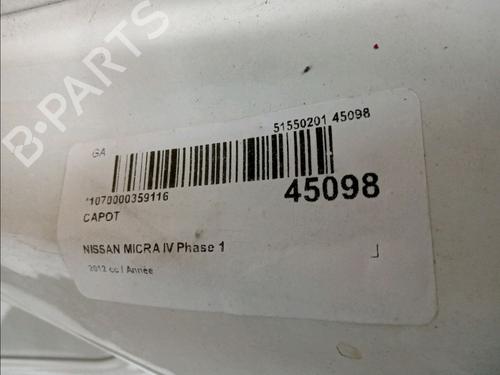 B-PARTS
51550201 45098
GA
*1070000359116
45098
CAPOT
NISSAN MICRA IV Phase 1
2012 cc / Année